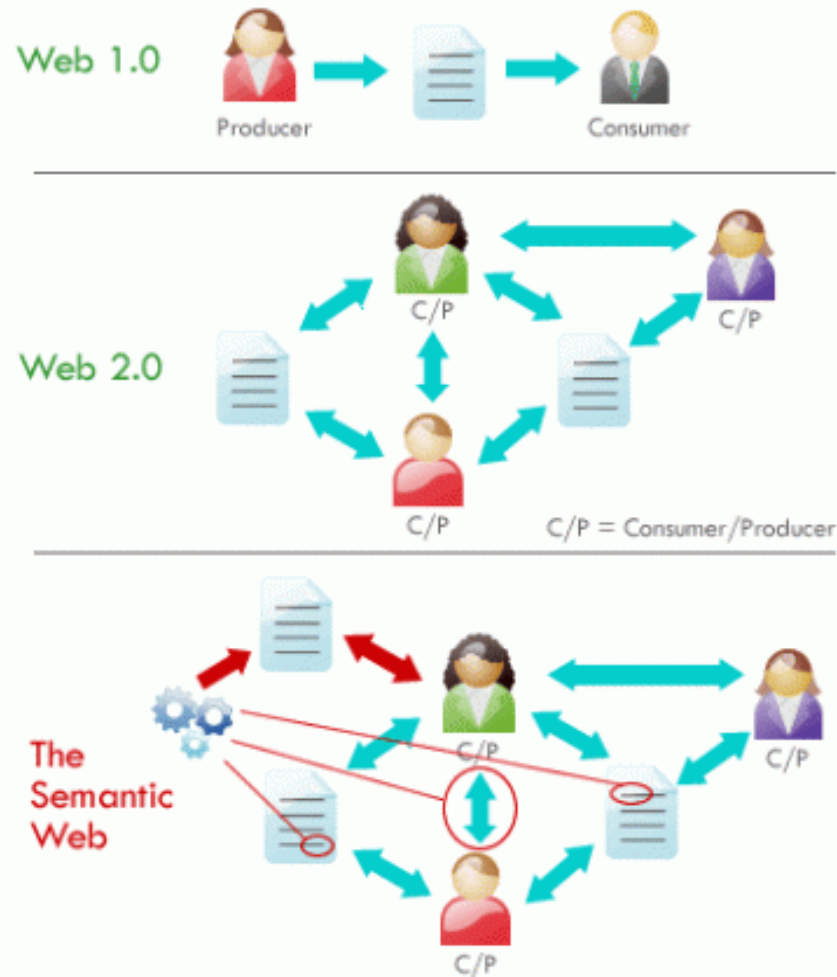 Web 1.0
Producer
Consumer
C/P
C/P
Web 2.0
C/P
C/P = Consumer/Producer
C/P
C/P
The
Semantic
Web
C/P